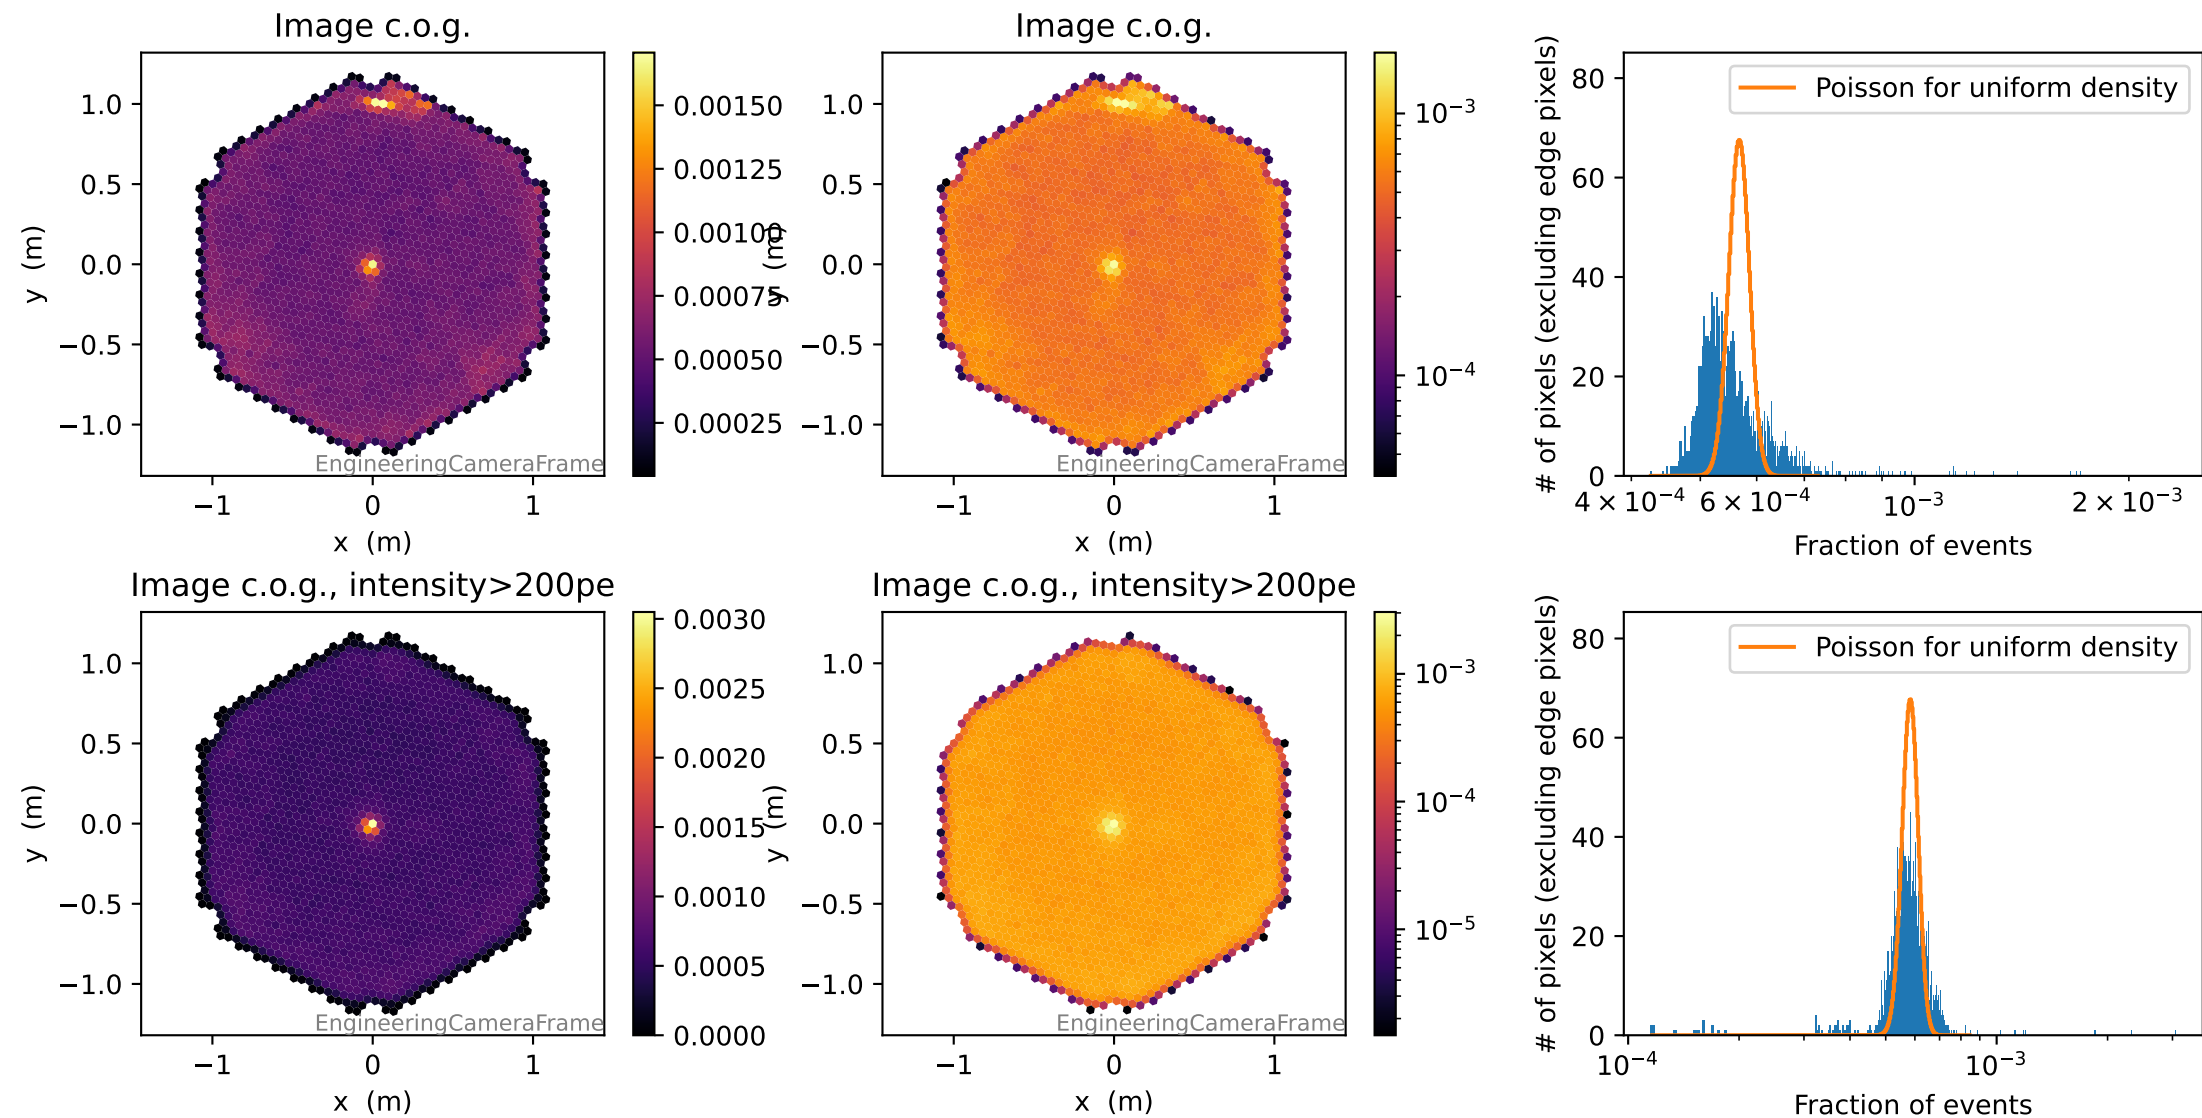 Image c.o.g.
1.0
0.5
0.0
−0.5
−1.0
y (m)
−1
0
1
x (m)
EngineeringCameraFrame
0.00150
0.00125
0.00100
0.00075
0.00050
0.00025
Image c.o.g.
1.0
0.5
0.0
−0.5
−1.0
y (m)
−1
0
1
x (m)
EngineeringCameraFrame
10⁻³
10⁻⁴
# of pixels (excluding edge pixels)
80
60
40
20
0
Poisson for uniform density
4 × 10⁻⁴
6 × 10⁻⁴
10⁻³
2 × 10⁻³
Fraction of events
Image c.o.g., intensity>200pe
1.0
0.5
0.0
−0.5
−1.0
y (m)
−1
0
1
x (m)
EngineeringCameraFrame
0.0030
0.0025
0.0020
0.0015
0.0010
0.0005
0.0000
Image c.o.g., intensity>200pe
1.0
0.5
0.0
−0.5
−1.0
y (m)
−1
0
1
x (m)
EngineeringCameraFrame
10⁻³
10⁻⁴
10⁻⁵
# of pixels (excluding edge pixels)
80
60
40
20
0
Poisson for uniform density
10⁻⁴
10⁻³
Fraction of events